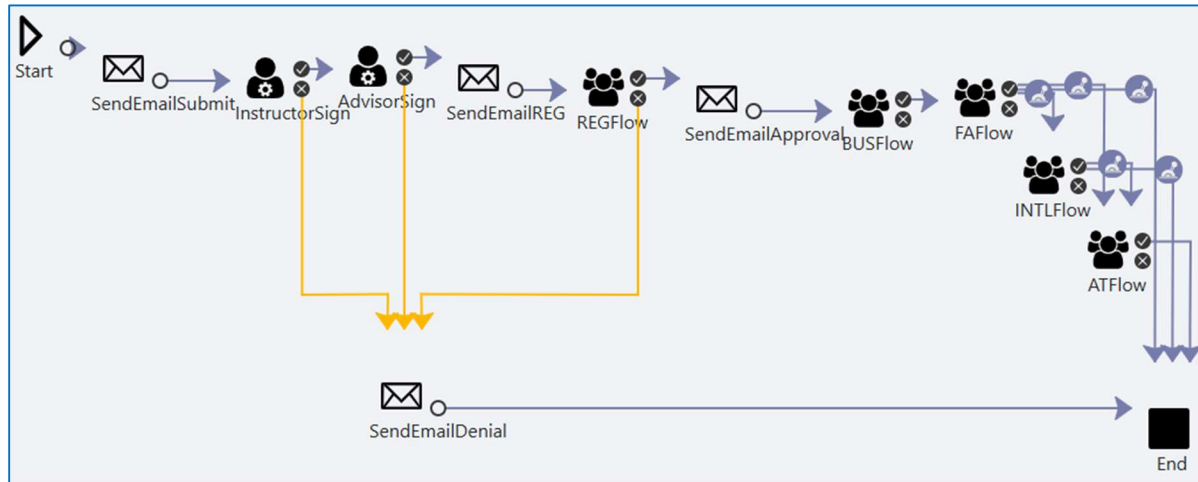 Start
SendEmailSubmit
InstructorSign
AdvisorSign
SendEmailREG
REGFlow
SendEmailApproval
BUSFlow
FAFlow
INTLFlow
ATFlow
SendEmailDenial
End